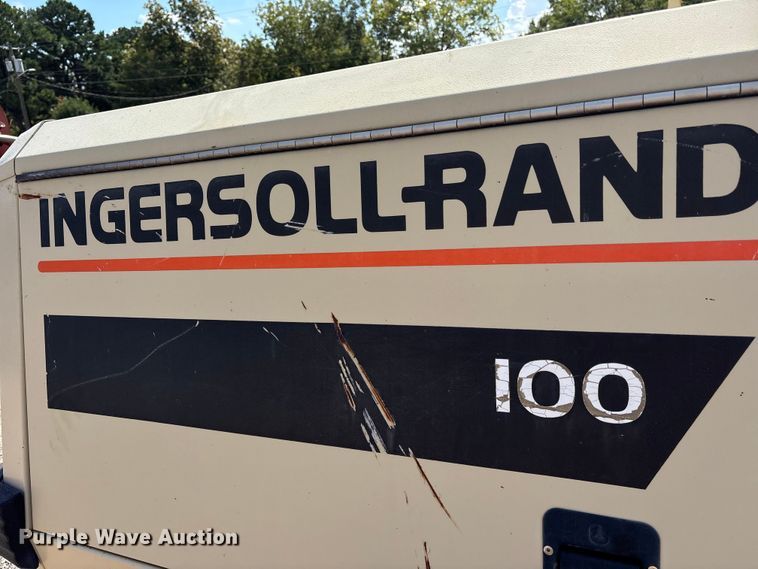 INGERSOLL-RAND
100
Purple Wave Auction